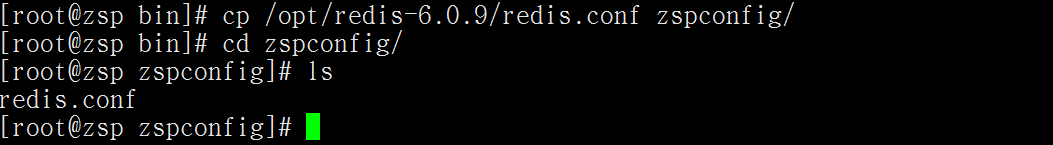 [root@zsp bin]# cp /opt/redis-6.0.9/redis.conf zspconfig/
[root@zsp bin]# cd zspconfig/
[root@zsp zspconfig]# ls
redis.conf
[root@zsp zspconfig]#